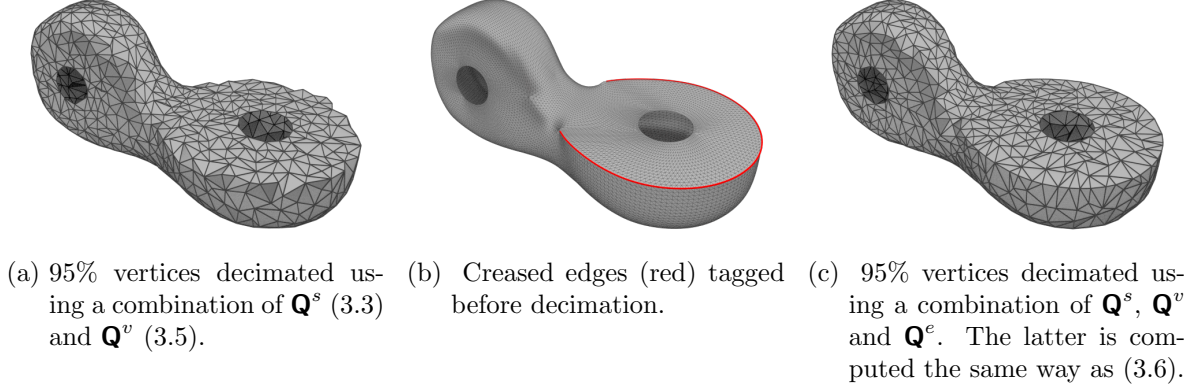 (a) 95% vertices decimated us-
ing a combination of Q^s (3.3)
and Q^v (3.5).
(b) Creased edges (red) tagged
before decimation.
(c) 95% vertices decimated us-
ing a combination of Q^s, Q^v
and Q^e. The latter is com-
puted the same way as (3.6).